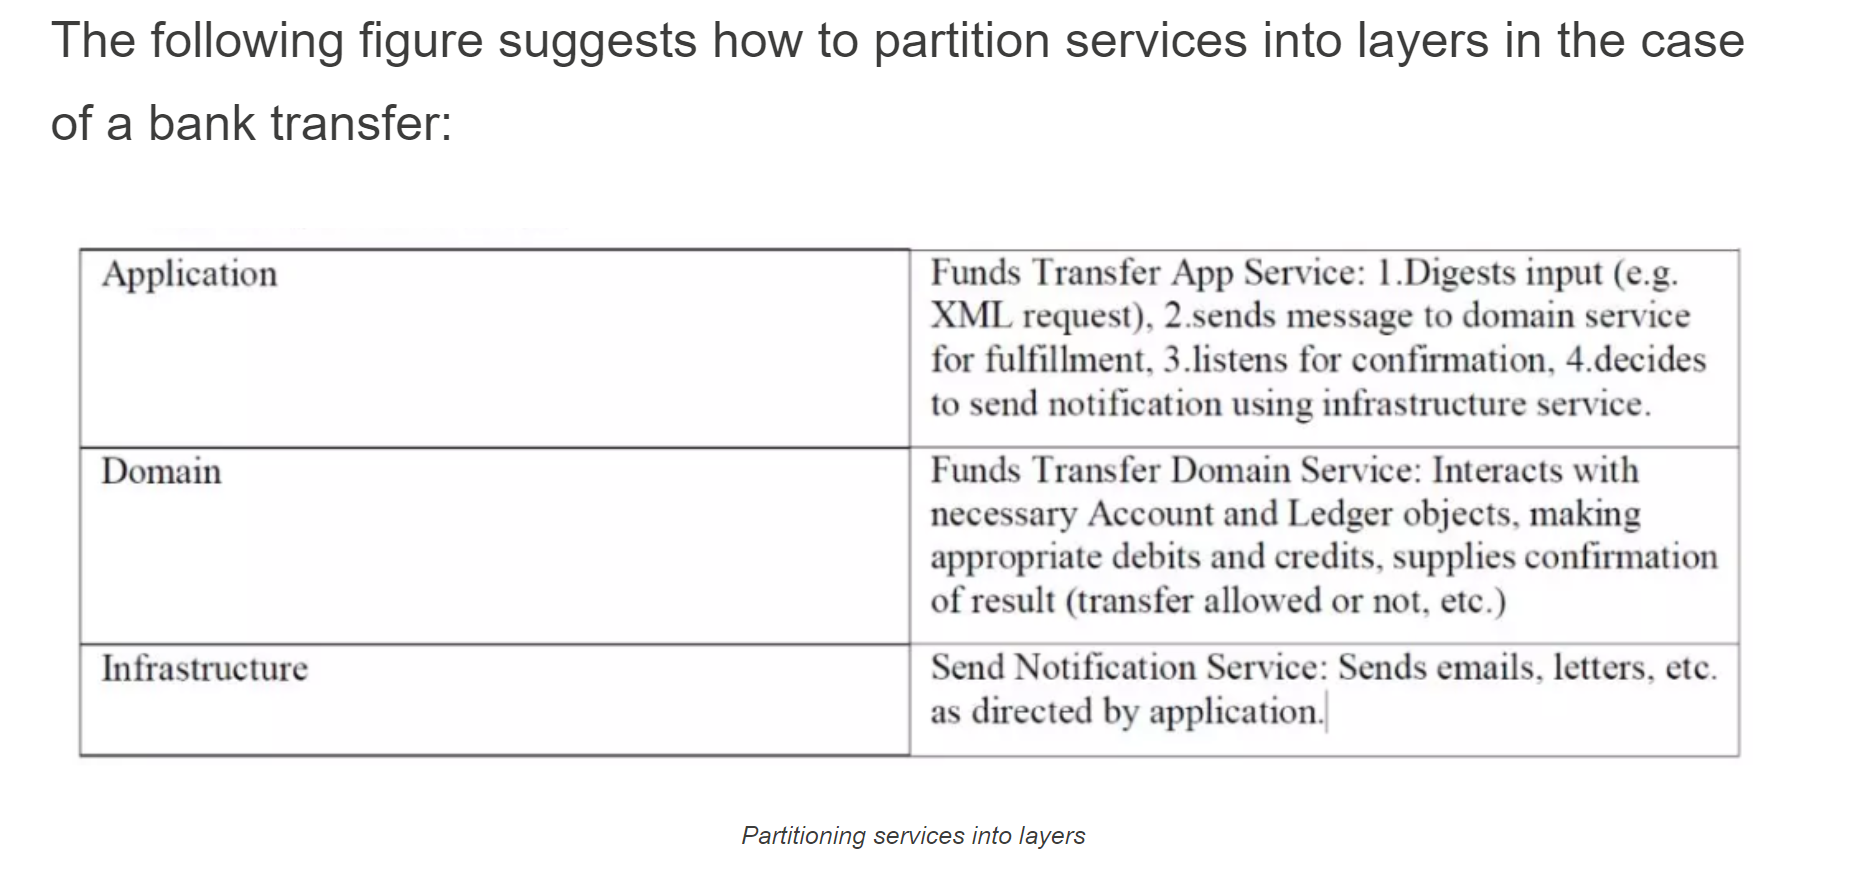 The following figure suggests how to partition services into layers in the case
of a bank transfer:
Application
Funds Transfer App Service: 1.Digests input (e.g.
XML request), 2.sends message to domain service
for fulfillment, 3.listens for confirmation, 4.decides
to send notification using infrastructure service.
Domain
Funds Transfer Domain Service: Interacts with
necessary Account and Ledger objects, making
appropriate debits and credits, supplies confirmation
of result (transfer allowed or not, etc.)
Infrastructure
Send Notification Service: Sends emails, letters, etc.
as directed by application.
Partitioning services into layers